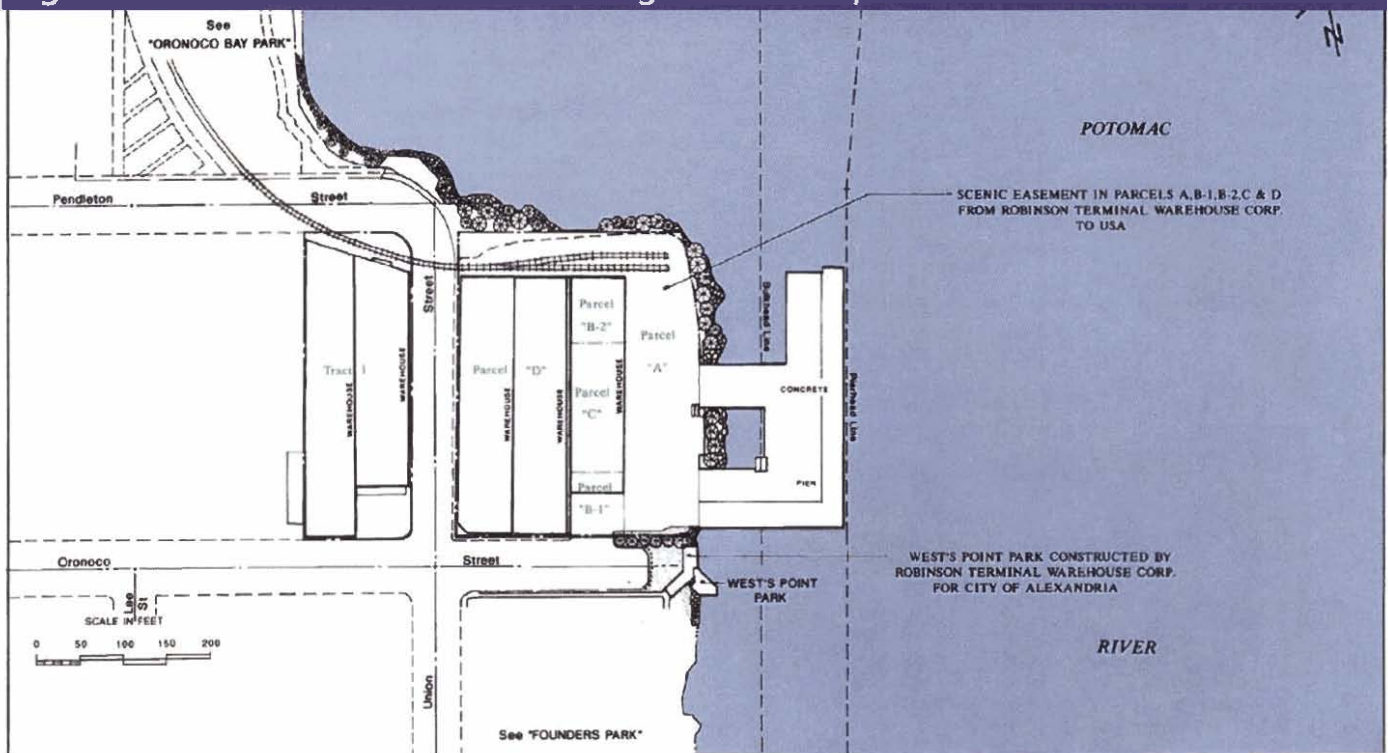 See
"ORONOCO BAY PARK"
N
POTOMAC
SCENIC EASEMENT IN PARCELS A,B-1,B-2,C & D
FROM ROBINSON TERMINAL WAREHOUSE CORP.
TO USA
Pendleton Street
Street
Bulkhead Line
Parcel
"B-2"
Parcel
"A"
Tract I
WAREHOUSE
WAREHOUSE
Parcel "D"
WAREHOUSE
WAREHOUSE
Parcel
"C"
WAREHOUSE
CONCRETE
Pierhead Line
PIER
Parcel
"B-1"
Oronoco Street
WEST'S POINT
PARK
WEST'S POINT PARK CONSTRUCTED BY
ROBINSON TERMINAL WAREHOUSE CORP.
FOR CITY OF ALEXANDRIA
Lee
St
SCALE IN FEET
0 50 100 150 200
RIVER
Union
See "FOUNDERS PARK"